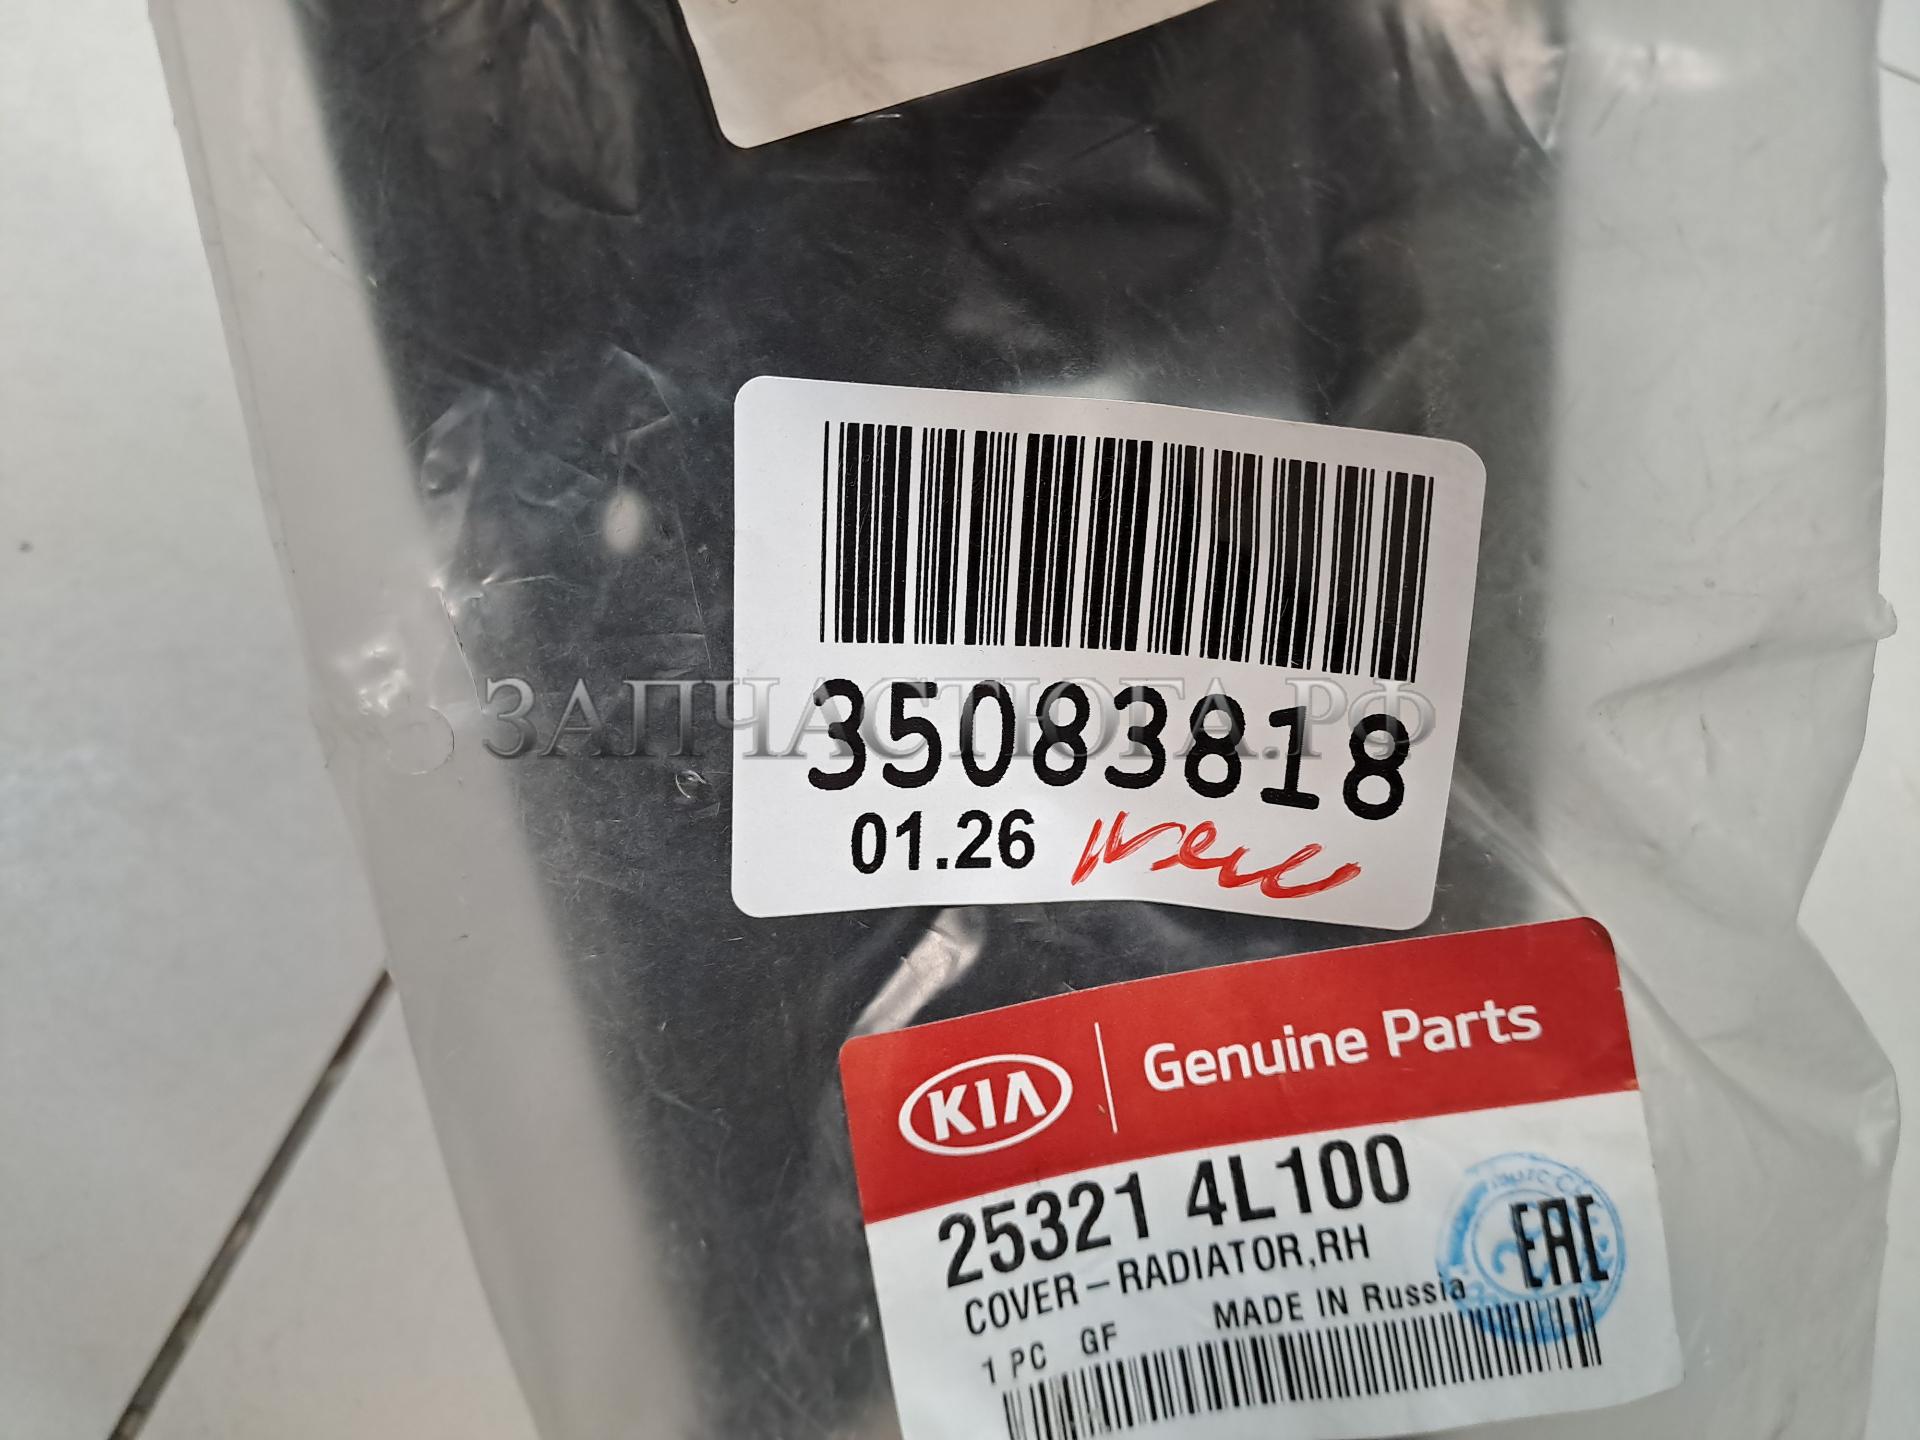 35083818
ЗАПЧАСТЮГА.РФ
01.26
KIA Genuine Parts
25321 4L100
COVER-RADIATOR,RH
EAC
1 PC GF MADE IN Russia